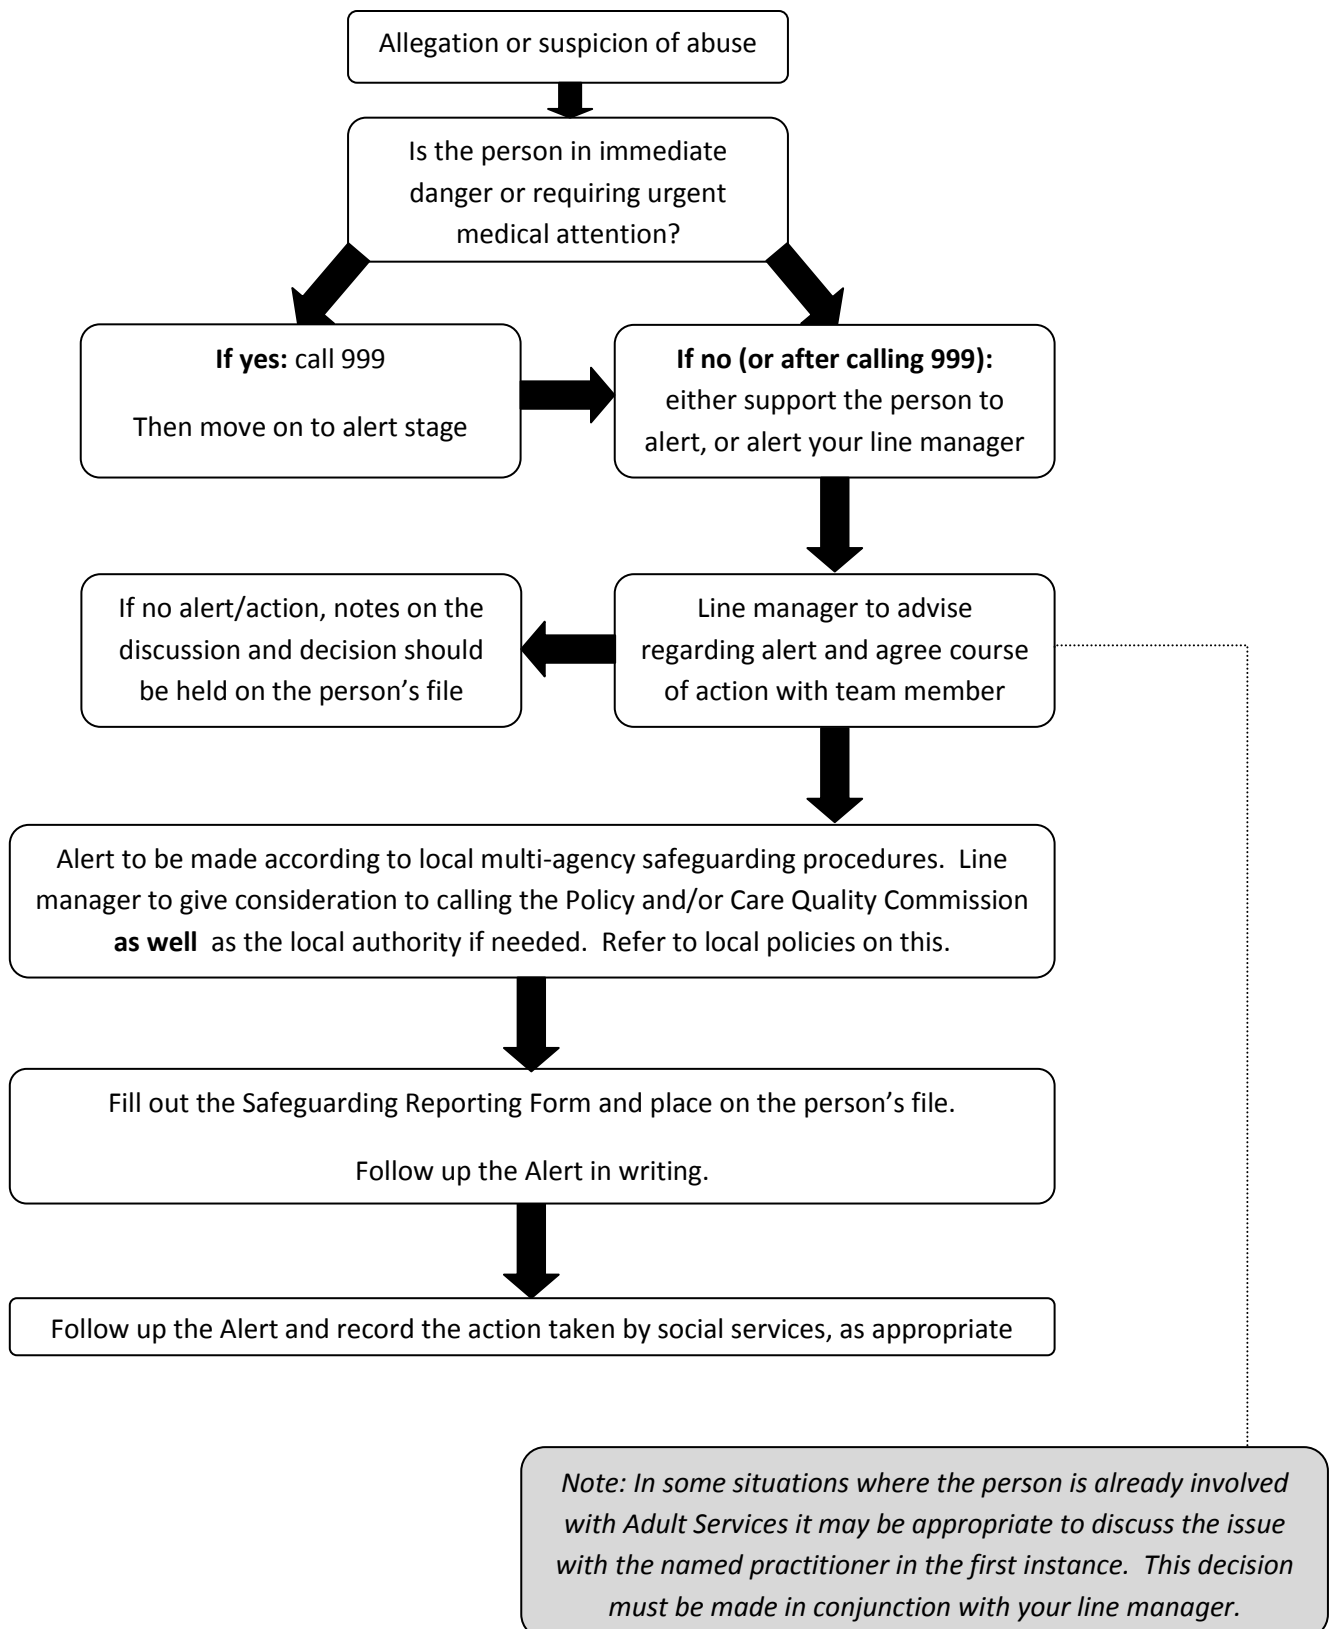 Allegation or suspicion of abuse
Is the person in immediate
danger or requiring urgent
medical attention?
If yes: call 999
Then move on to alert stage
If no (or after calling 999):
either support the person to
alert, or alert your line manager
If no alert/action, notes on the
discussion and decision should
be held on the person’s file
Line manager to advise
regarding alert and agree course
of action with team member
Alert to be made according to local multi-agency safeguarding procedures.  Line
manager to give consideration to calling the Policy and/or Care Quality Commission
as well  as the local authority if needed.  Refer to local policies on this.
Fill out the Safeguarding Reporting Form and place on the person’s file.
Follow up the Alert in writing.
Follow up the Alert and record the action taken by social services, as appropriate
Note: In some situations where the person is already involved
with Adult Services it may be appropriate to discuss the issue
with the named practitioner in the first instance.  This decision
must be made in conjunction with your line manager.